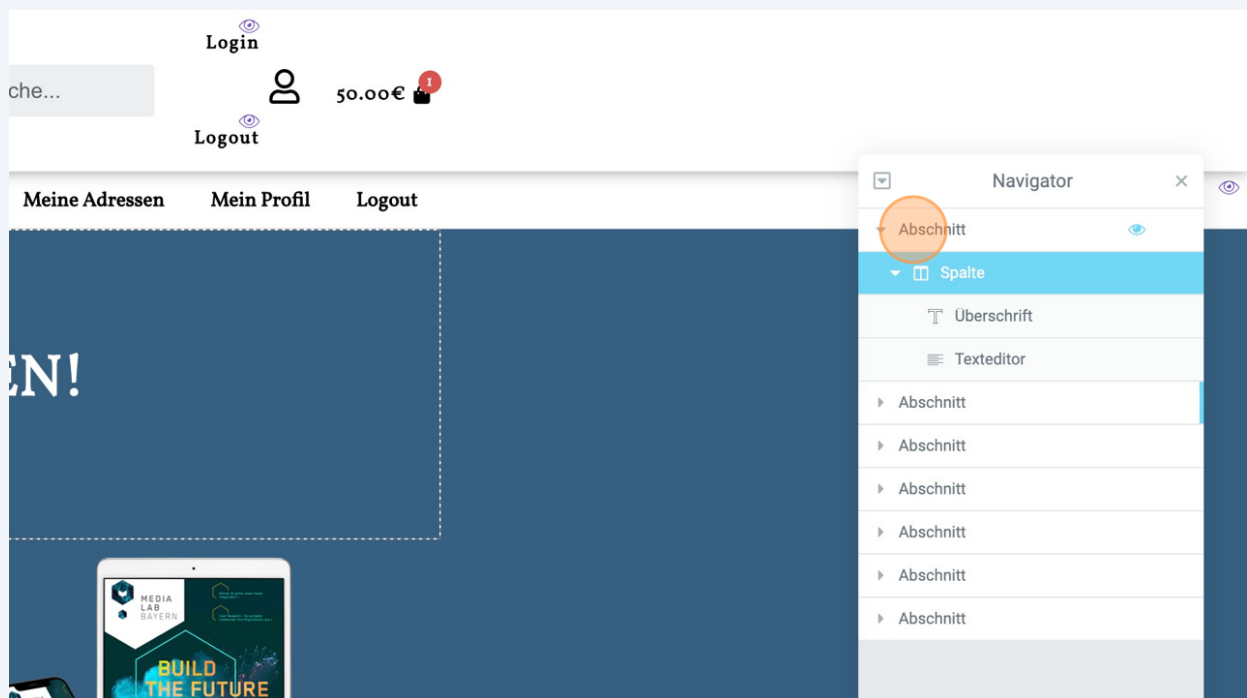 Login
che...
50.00€ 1
Logout
Navigator
Meine Adressen Mein Profil Logout
Abschnitt
Spalte
Überschrift
EN!
Texteditor
Abschnitt
Abschnitt
Abschnitt
Abschnitt
Abschnitt
Abschnitt
MEDIA
LAB
BAYERN
BUILD
THE FUTURE